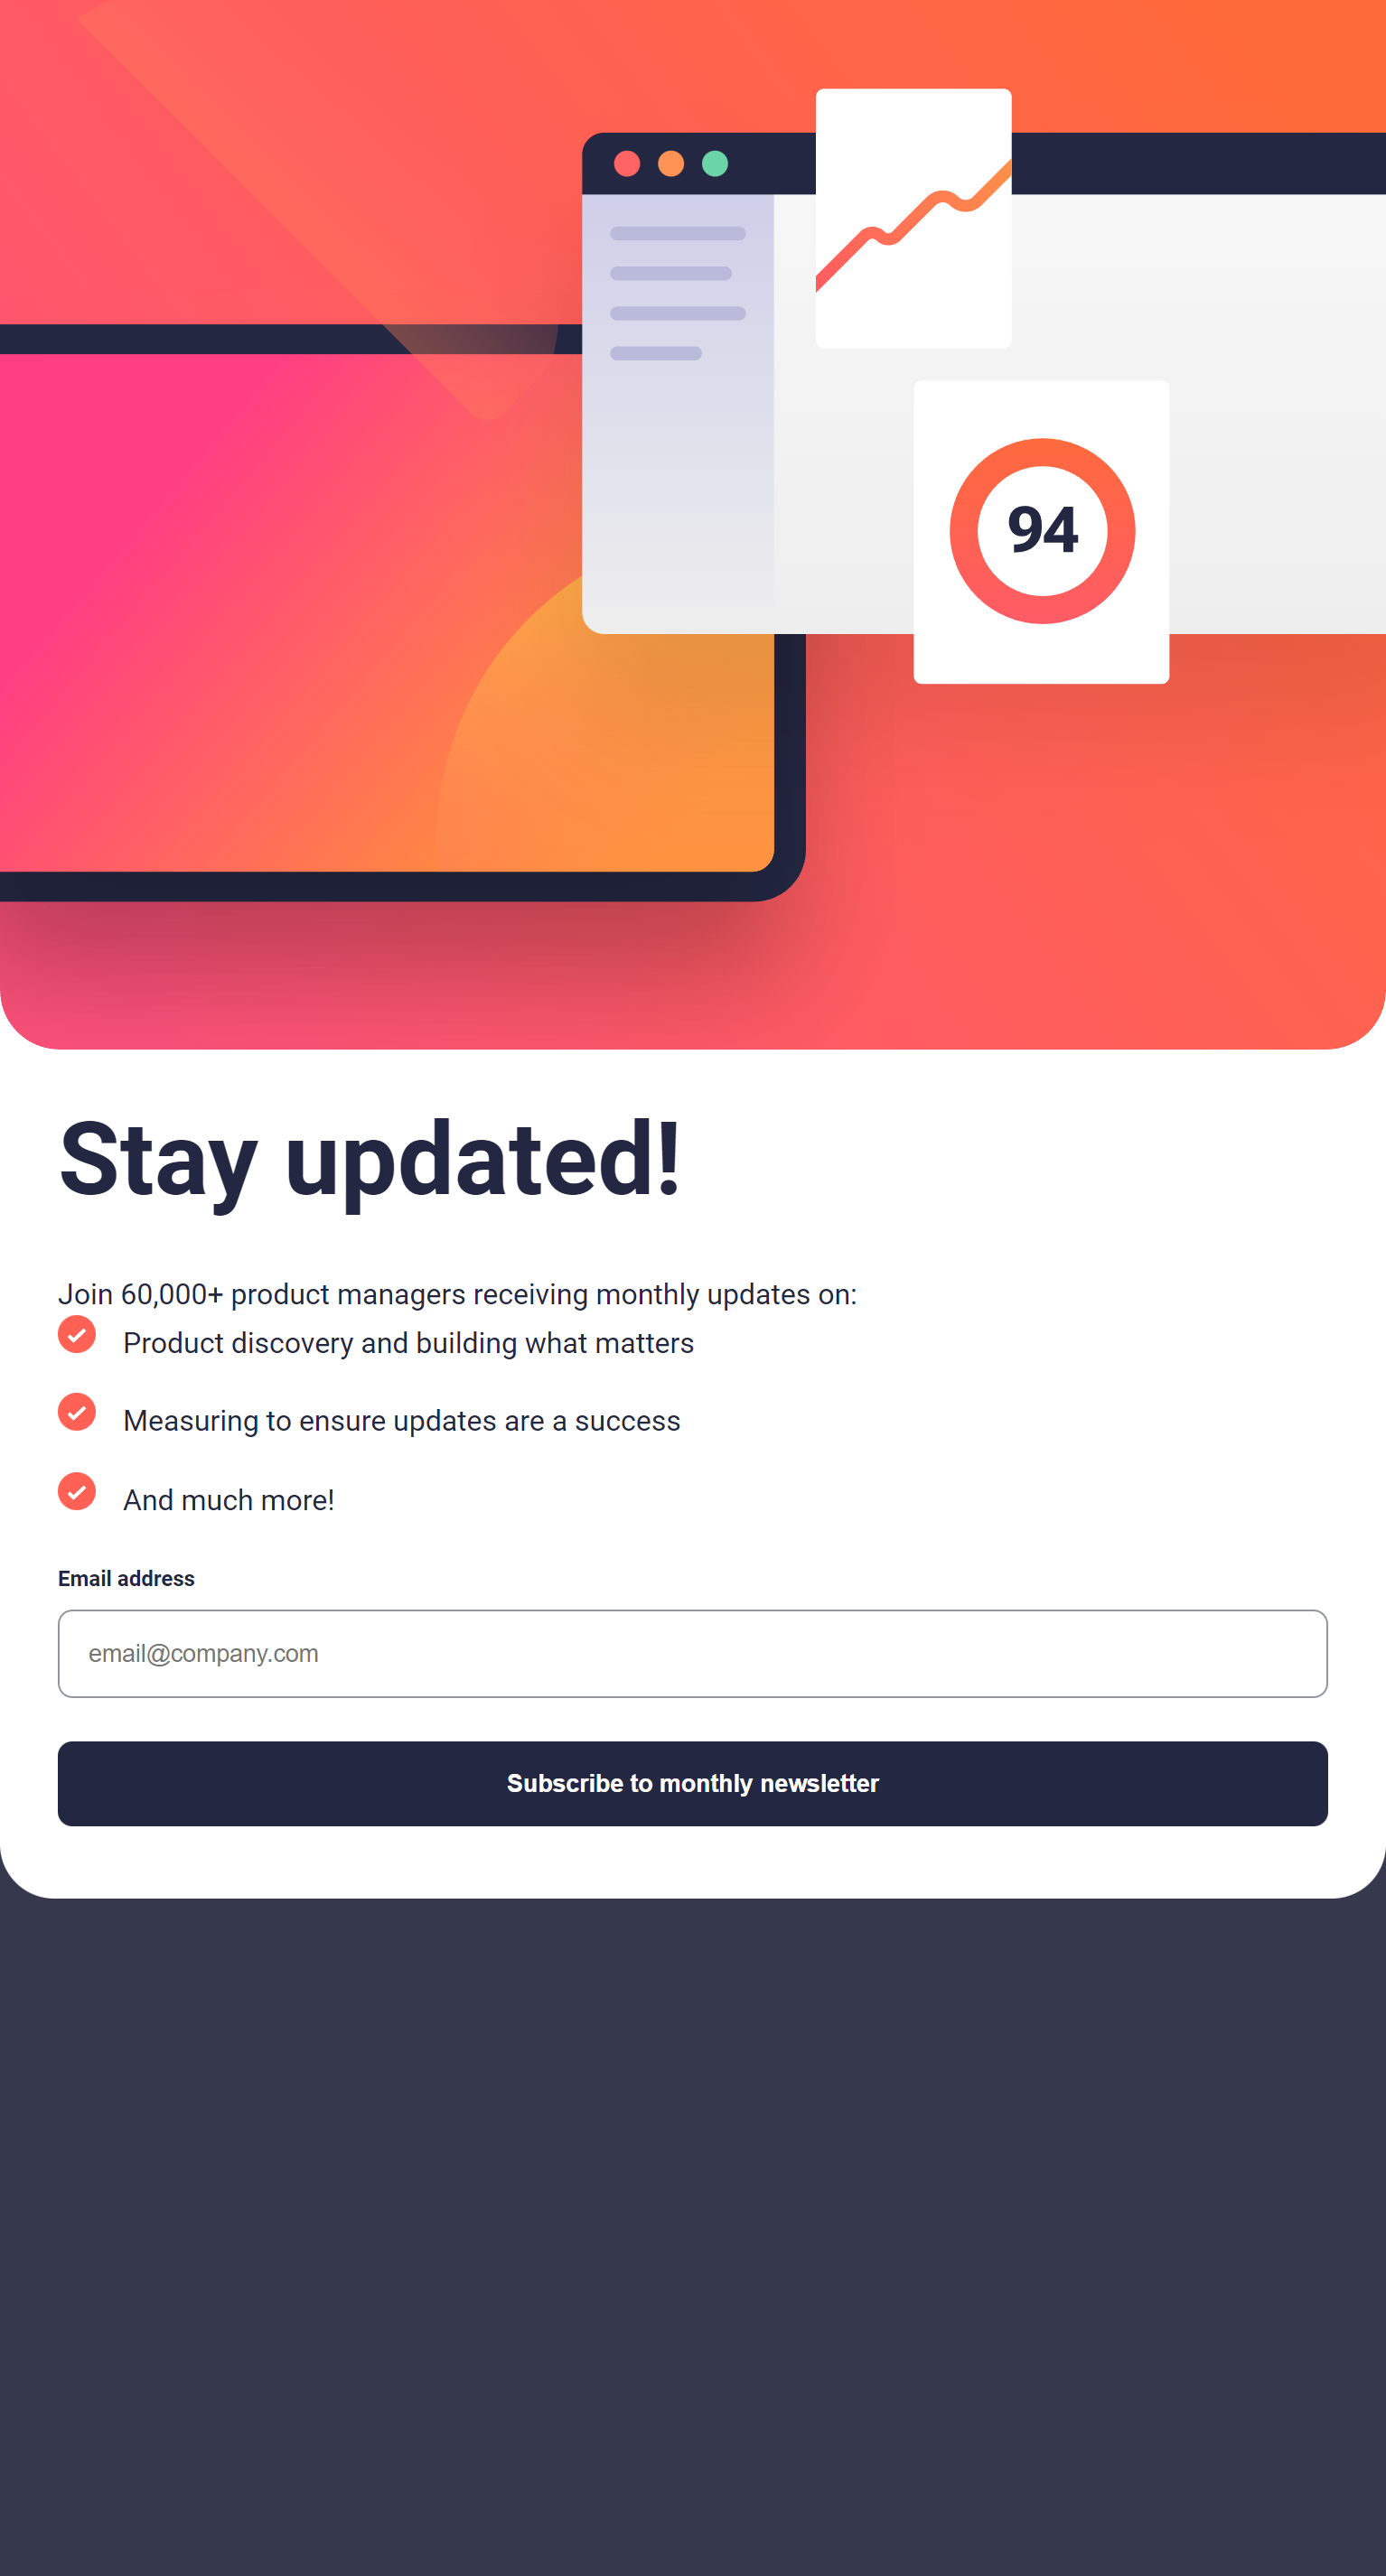 94
Stay updated!
Join 60,000+ product managers receiving monthly updates on:
Product discovery and building what matters
Measuring to ensure updates are a success
And much more!
Email address
email@company.com
Subscribe to monthly newsletter